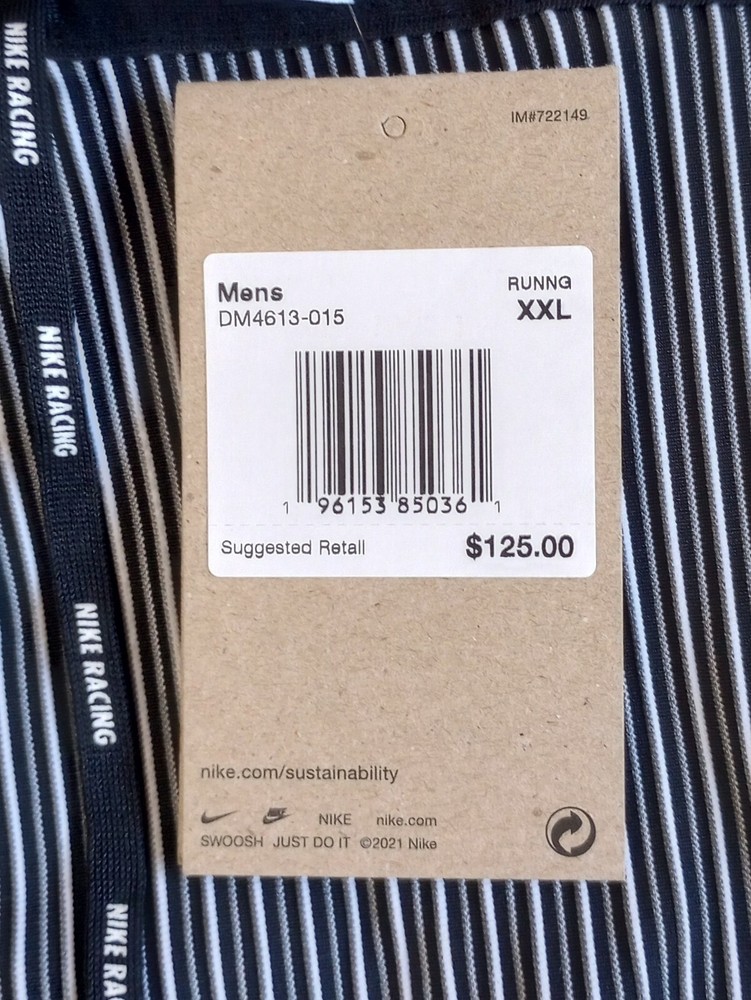 IM#722149
Mens
RUNNG
DM4613-015
XXL
1 96153 85036 1
Suggested Retail $125.00
nike.com/sustainability
NIKE nike.com
SWOOSH JUST DO IT ©2021 Nike
NIKE RACING
NIKE RACING
NIKE RACING
NIKE RA